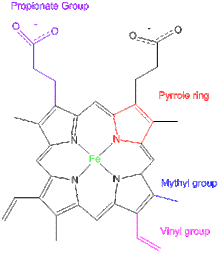 Propionate Group
O
O
O
O
-
-
Pyrrole ring
N
N
Fe
N
N
Mythyl group
Vinyl group